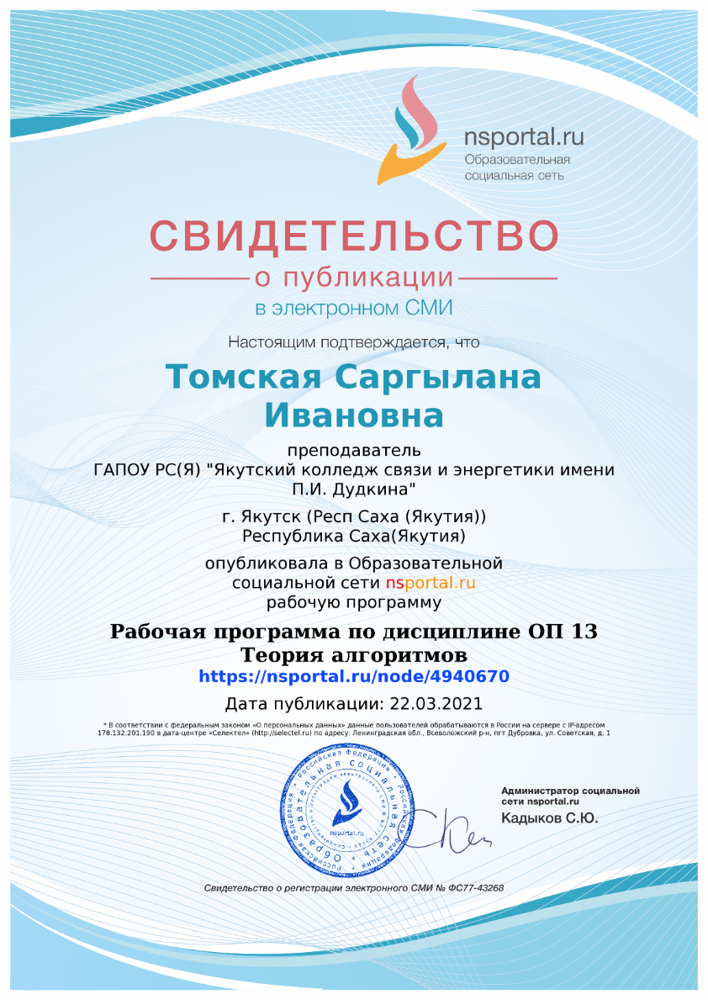 nsportal.ru
Образовательная
социальная сеть
СВИДЕТЕЛЬСТВО
о публикации
в электронном СМИ
Настоящим подтверждается, что
Томская Саргылана
Ивановна
преподаватель
ГАПОУ РС(Я) "Якутский колледж связи и энергетики имени
П.И. Дудкина"
г. Якутск (Респ Саха (Якутия))
Республика Саха(Якутия)
опубликовала в Образовательной
социальной сети nsportal.ru
рабочую программу
Рабочая программа по дисциплине ОП 13
Теория алгоритмов
https://nsportal.ru/node/4940670
Дата публикации: 22.03.2021
* В соответствии с федеральным законом «О персональных данных» данные пользователей обрабатываются в России на сервере с IP-адресом
178.132.201.190 в дата-центре «Селектел» (http://selectel.ru) по адресу: Ленинградская обл., Всеволожский р-н, пгт Дубровка, ул. Советская, д. 1
Российская Федерация * Российская Федерация * Российская Федерация *
Образовательная социальная сеть *
nsportal.ru
Администратор социальной
сети nsportal.ru
Кадыков С.Ю.
Свидетельство о регистрации электронного СМИ № ФС77-43268